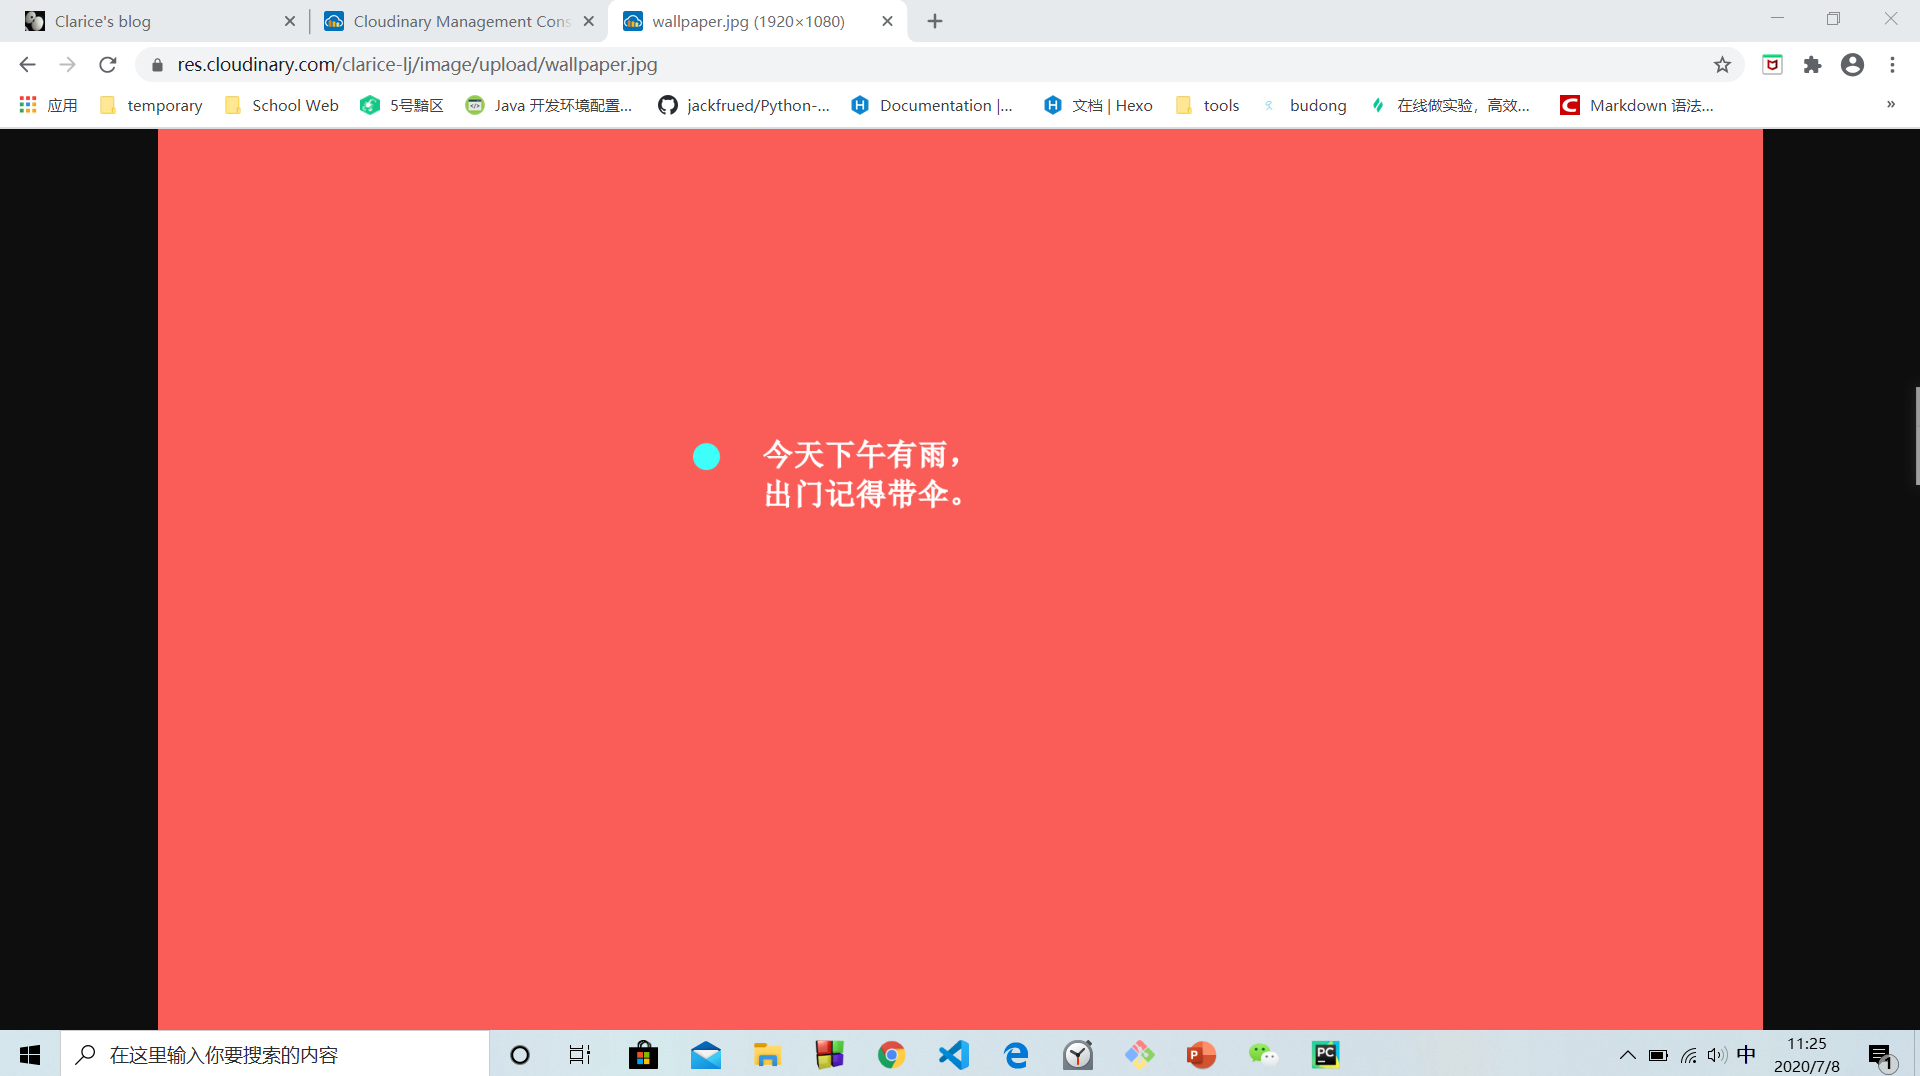 Clarice's blog
Cloudinary Management Cons
wallpaper.jpg (1920×1080)
res.cloudinary.com/clarice-lj/image/upload/wallpaper.jpg
应用
temporary
School Web
5号黯区
Java 开发环境配置...
jackfrued/Python-...
Documentation |...
文档 | Hexo
tools
budong
在线做实验，高效...
Markdown 语法...
»
今天下午有雨，
出门记得带伞。
在这里输入你要搜索的内容
中
11:25
2020/7/8
1